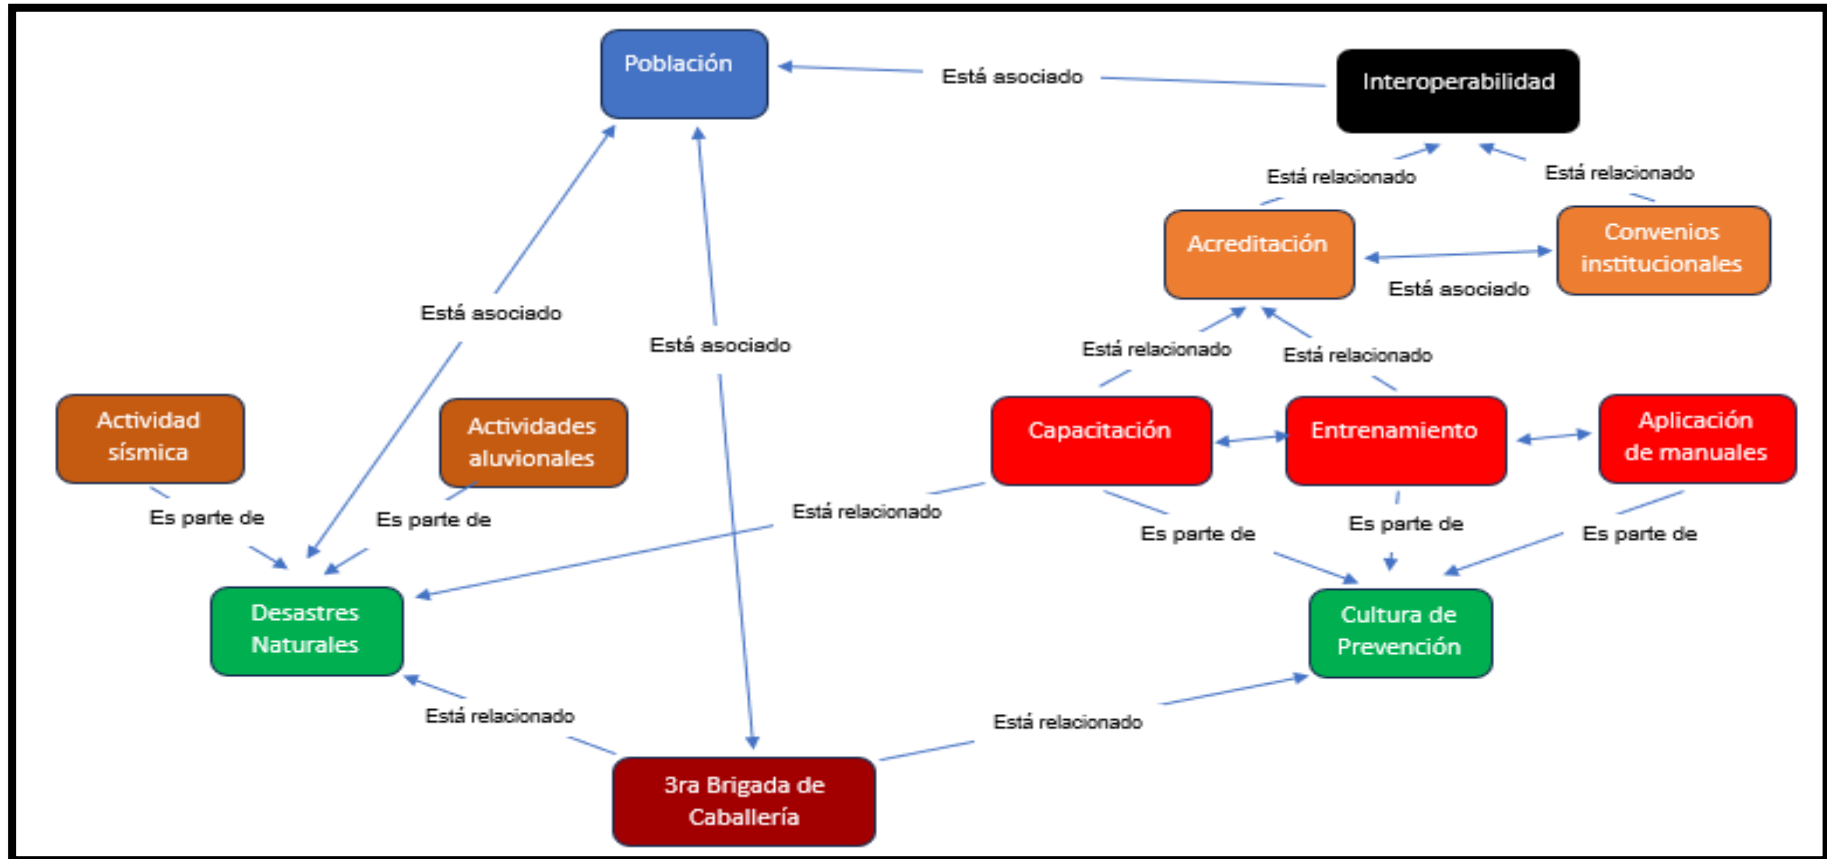 Población
Está asociado
Interoperabilidad
Está relacionado
Está relacionado
Acreditación
Convenios
institucionales
Está asociado
Está asociado
Está asociado
Está relacionado
Está relacionado
Actividad
sísmica
Actividades
aluvionales
Capacitación
Entrenamiento
Aplicación
de manuales
Es parte de
Es parte de
Está relacionado
Es parte de
Es parte de
Es parte de
Desastres
Naturales
Cultura de
Prevención
Está relacionado
Está relacionado
3ra Brigada de
Caballería